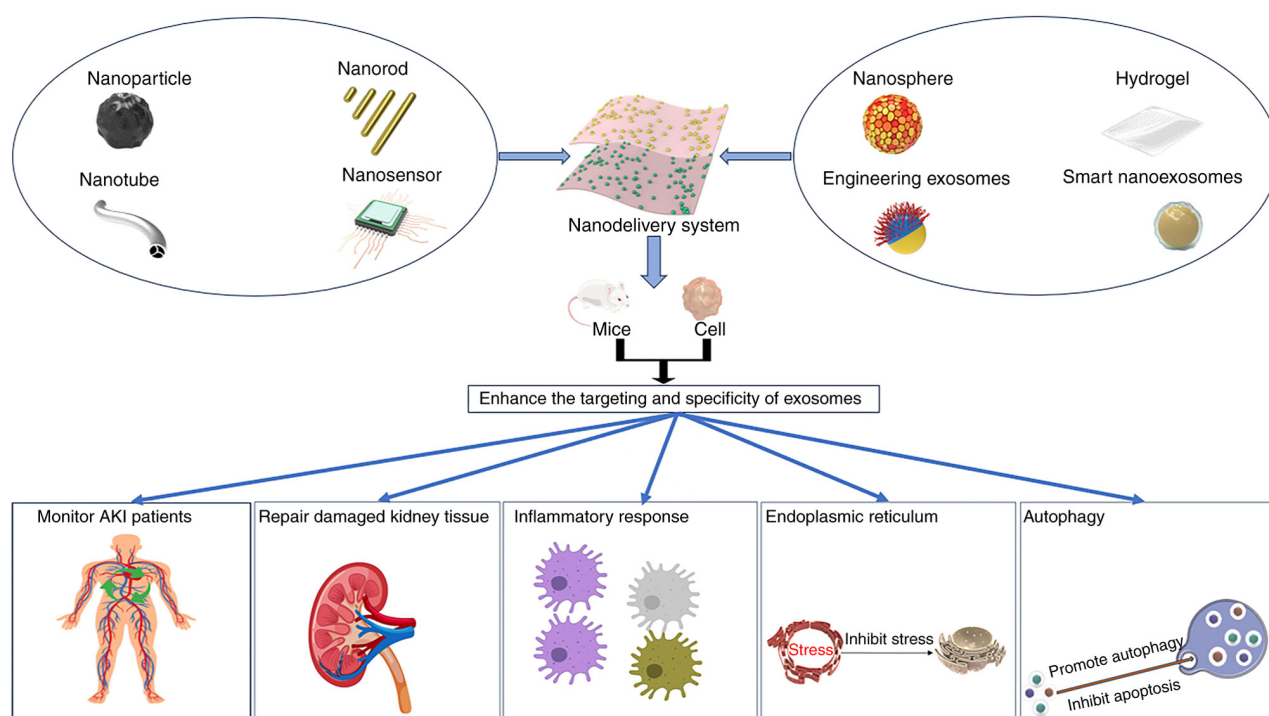 Nanoparticle
Nanorod
Nanotube
Nanosensor
Nanosphere
Hydrogel
Engineering exosomes
Smart nanoexosomes
Nanodelivery system
Mice
Cell
Enhance the targeting and specificity of exosomes
Monitor AKI patients
Repair damaged kidney tissue
Inflammatory response
Endoplasmic reticulum
Stress
Inhibit stress
Autophagy
Promote autophagy
Inhibit apoptosis